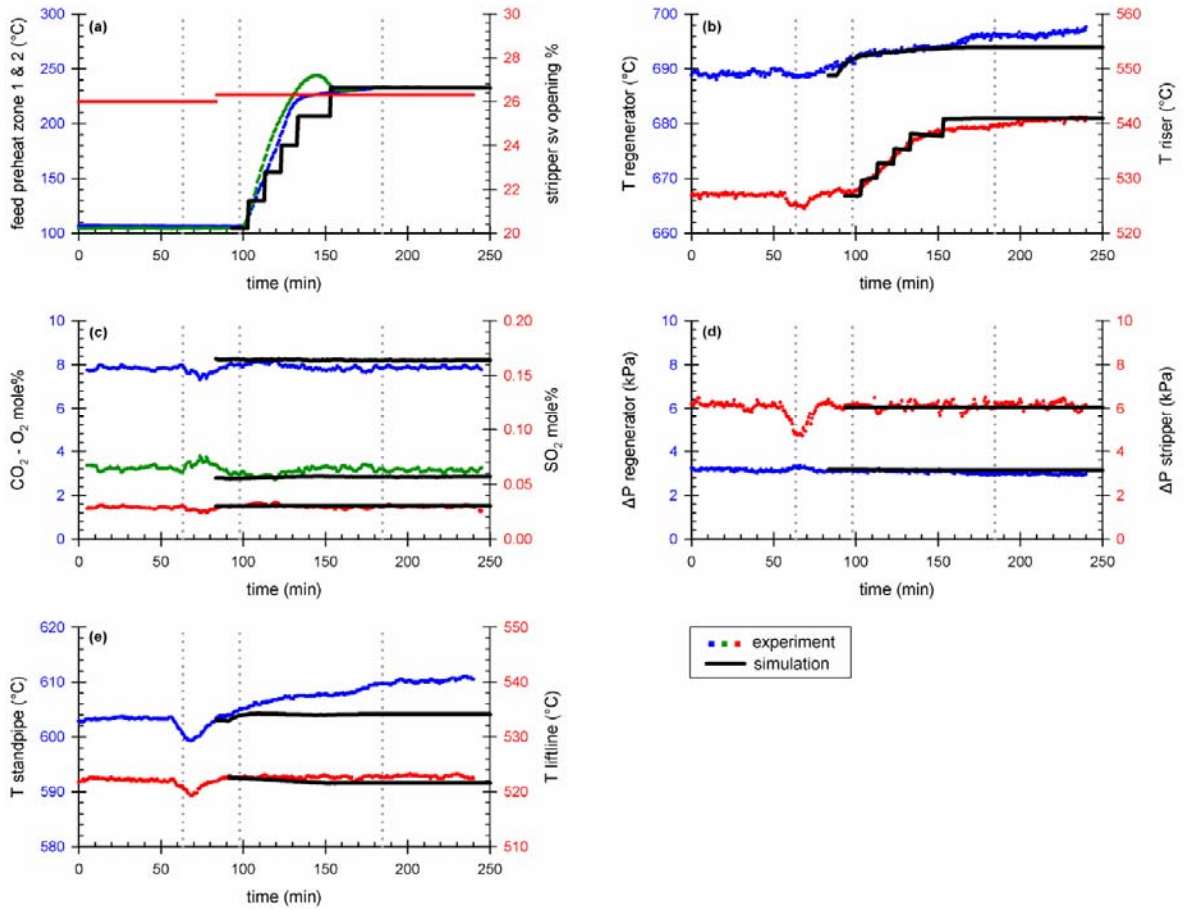 (a)
feed preheat zone 1 & 2 (°C)
300
250
200
150
100
30
28
26
24
22
20
stripper sv opening %
0 50 100 150 200 250
time (min)
(b)
T regenerator (°C)
700
690
680
670
660
560
550
540
530
520
T riser (°C)
0 50 100 150 200 250
time (min)
(c)
CO2 - O2 mole%
10
8
6
4
2
0
0.20
0.15
0.10
0.05
0.00
SO2 mole%
0 50 100 150 200 250
time (min)
(d)
ΔP regenerator (kPa)
10
8
6
4
2
0
10
8
6
4
2
0
ΔP stripper (kPa)
0 50 100 150 200 250
time (min)
(e)
T standpipe (°C)
620
610
600
590
580
550
540
530
520
510
T liftline (°C)
0 50 100 150 200 250
time (min)
experiment
simulation